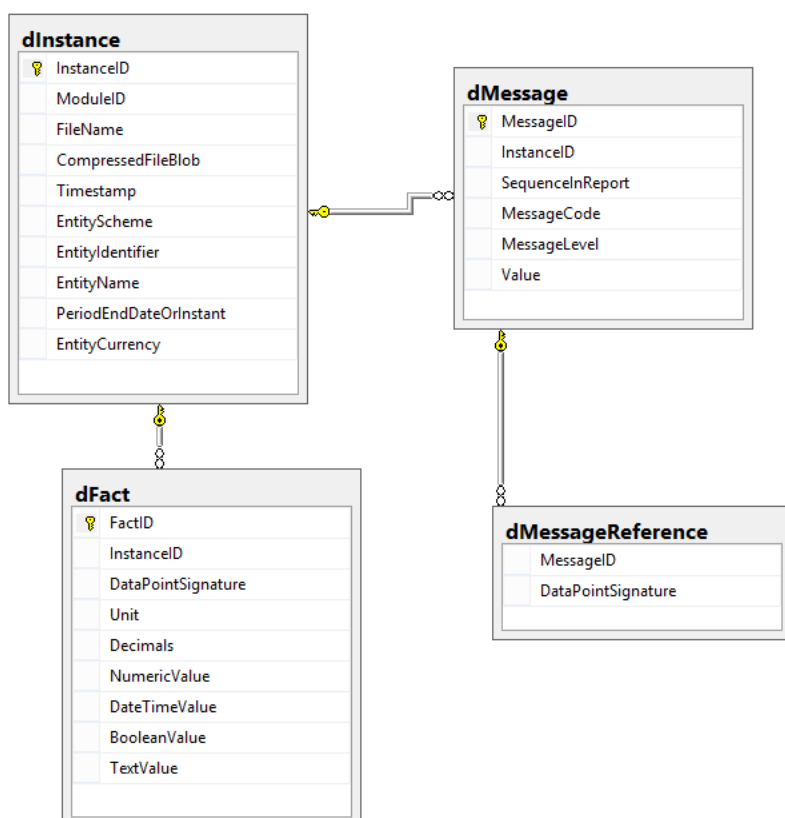 dInstance
InstanceID
ModuleID
FileName
CompressedFileBlob
Timestamp
EntityScheme
EntityIdentifier
EntityName
PeriodEndDateOrInstant
EntityCurrency
dMessage
MessageID
InstanceID
SequenceInReport
MessageCode
MessageLevel
Value
dFact
FactID
InstanceID
DataPointSignature
Unit
Decimals
NumericValue
DateTimeValue
BooleanValue
TextValue
dMessageReference
MessageID
DataPointSignature